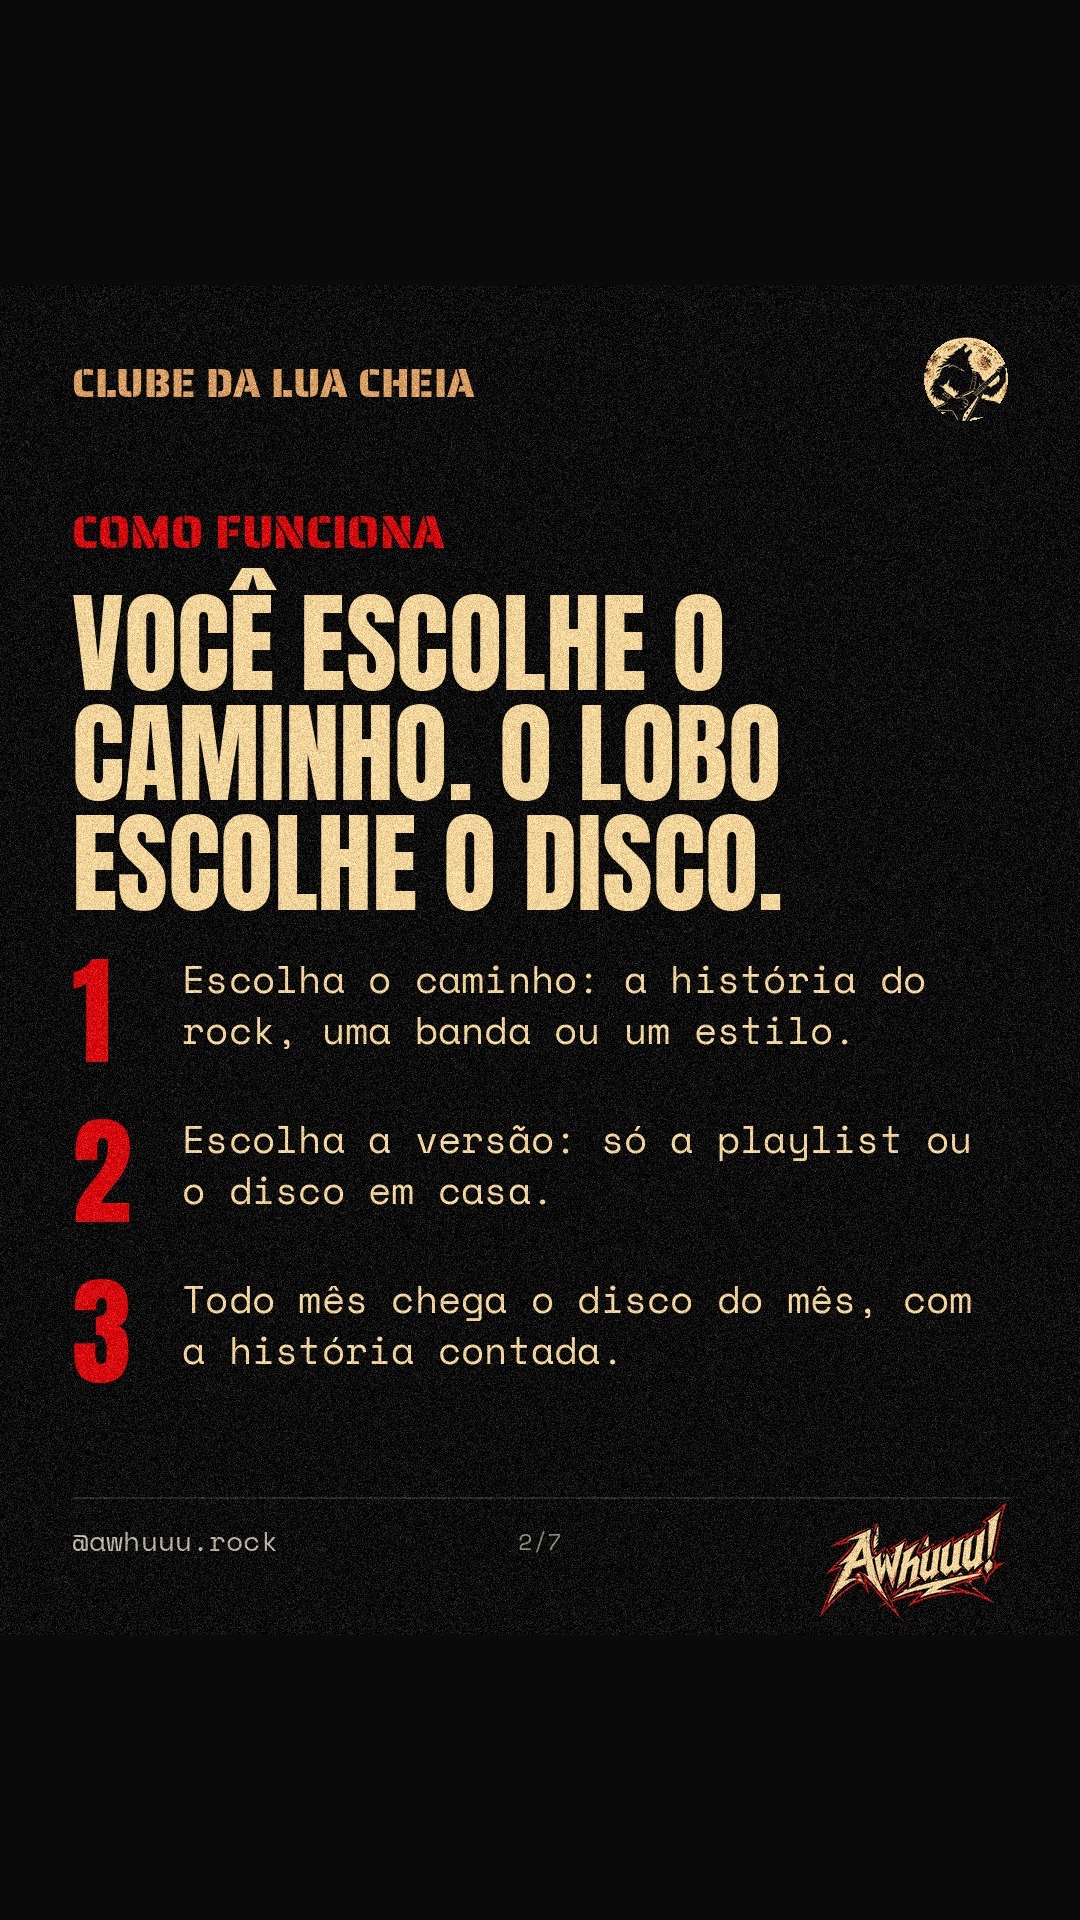 CLUBE DA LUA CHEIA
COMO FUNCIONA
VOCÊ ESCOLHE O
CAMINHO. O LOBO
ESCOLHE O DISCO.
1 Escolha o caminho: a história do
rock, uma banda ou um estilo.
2 Escolha a versão: só a playlist ou
o disco em casa.
3 Todo mês chega o disco do mês, com
a história contada.
@awhuuu.rock 2/7 Awhuuu!